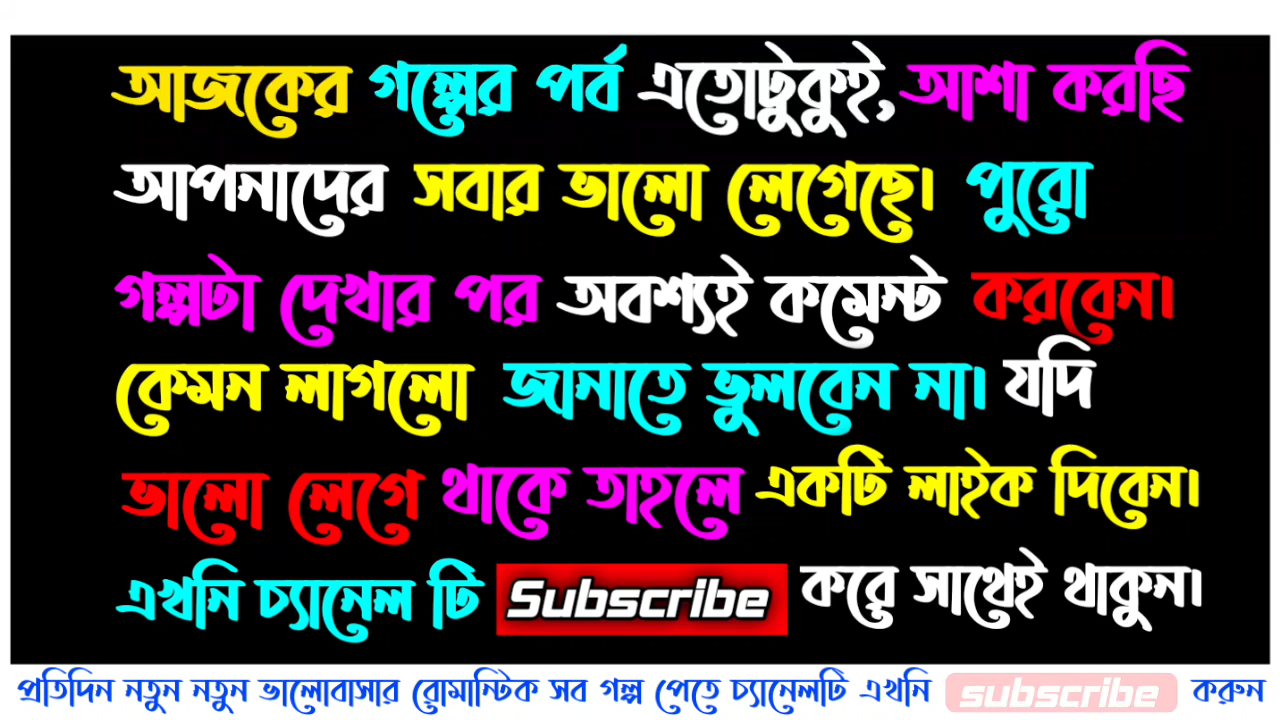 আজকের গল্পের পর্ব এতোটুকুই, আশা করছি
আপনাদের সবার ভালো লেগেছে। পুরো
গল্পটা দেখার পর অবশ্যই কমেন্ট করবেন।
কেমন লাগলো জানাতে ভুলবেন না। যদি
ভালো লেগে থাকে তাহলে একটি লাইক দিবেন।
এখনি চ্যানেল টি Subscribe করে সাথেই থাকুন।
প্রতিদিন নতুন নতুন ভালোবাসার রোমান্টিক সব গল্প পেতে চ্যানেলটি এখনি subscribe করুন